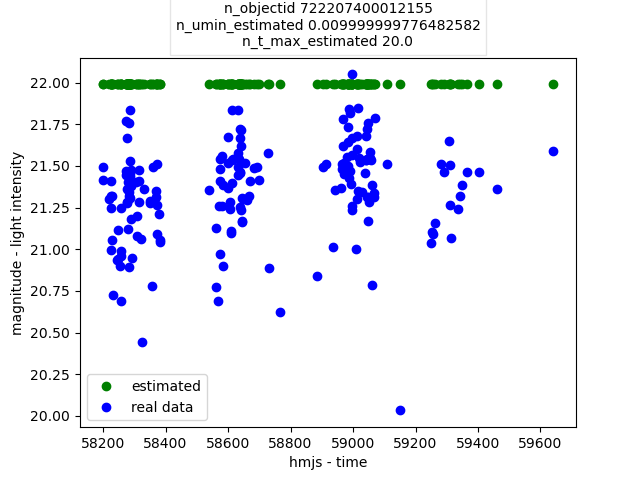 n_objectid 722207400012155
n_umin_estimated 0.009999999776482582
n_t_max_estimated 20.0
magnitude - light intensity
22.00
21.75
21.50
21.25
21.00
20.75
20.50
20.25
20.00
estimated
real data
58200 58400 58600 58800 59000 59200 59400 59600
hmjs - time